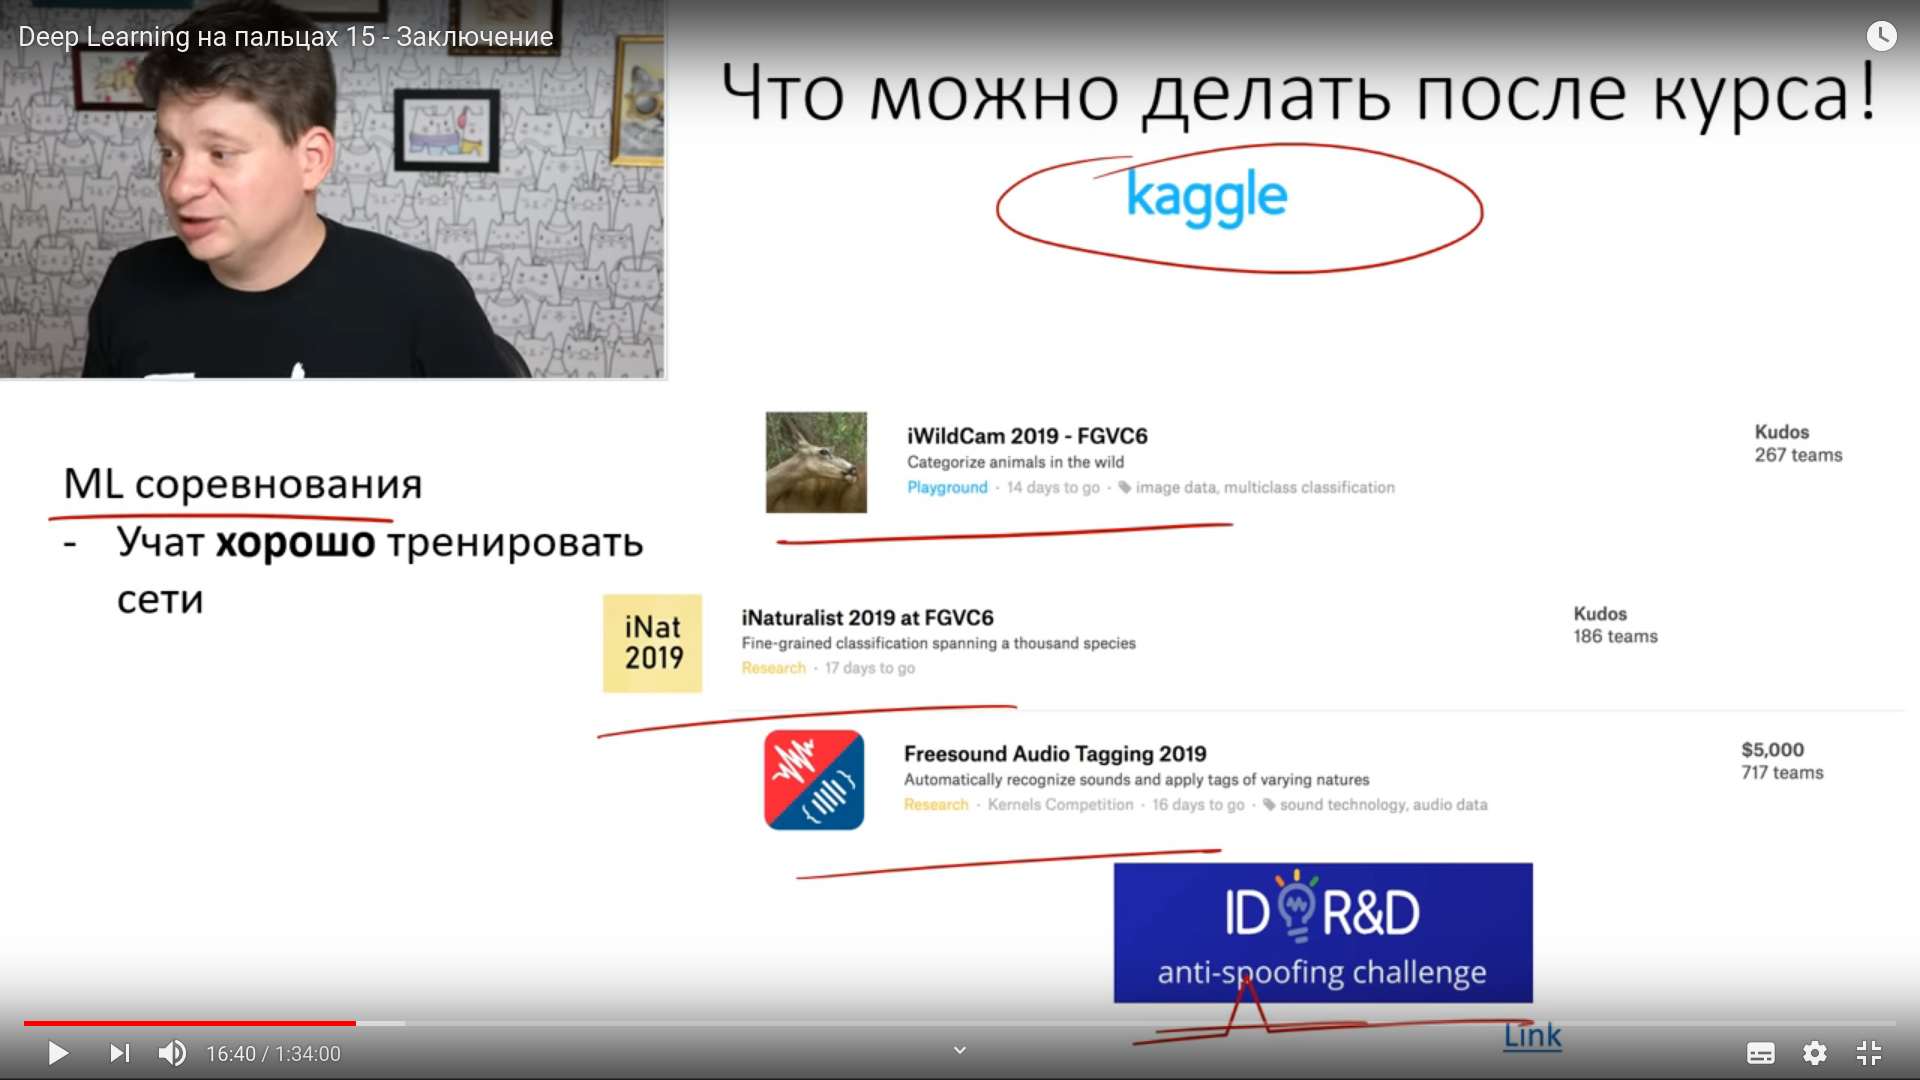 Deep Learning на пальцах 15 - Заключение
Что можно делать после курса!
kaggle
iWildCam 2019 - FGVC6
Categorize animals in the wild
Playground · 14 days to go · image data, multiclass classification
Kudos
267 teams
ML соревнования
- Учат хорошо тренировать
сети
iNat
2019
iNaturalist 2019 at FGVC6
Fine-grained classification spanning a thousand species
Research · 17 days to go
Kudos
186 teams
Freesound Audio Tagging 2019
Automatically recognize sounds and apply tags of varying natures
Research · Kernels Competition · 16 days to go · sound technology, audio data
$5,000
717 teams
ID R&D
anti-spoofing challenge
Link
16:40 / 1:34:00